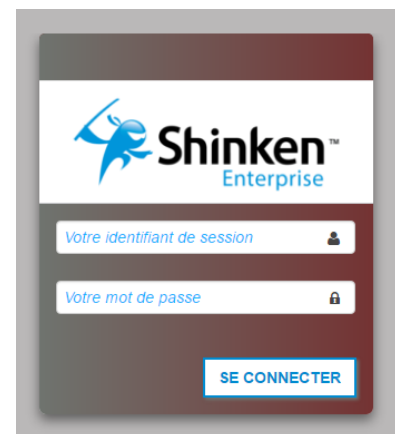 Shinken™
Enterprise
Votre identifiant de session
Votre mot de passe
SE CONNECTER